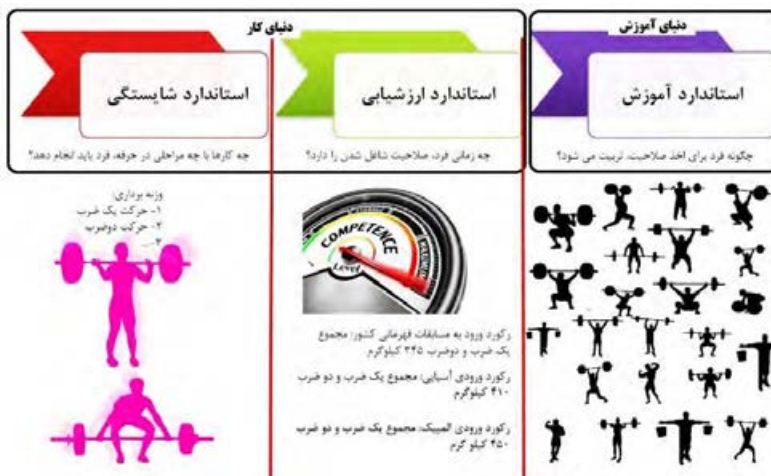 دنیای آموزش
دنیای کار
استاندارد آموزش
استاندارد ارزشیابی
استاندارد شایستگی
چگونه فرد برای اخذ صلاحیت، تربیت می شود؟
چه زمانی فرد، صلاحیت شاغل شدن را دارد؟
چه کارها با چه مراحلی در حرفه، فرد باید انجام دهد؟
وزنه برداری:
۱- حرکت یک ضرب
۲- حرکت دوضرب
۳- ...
COMPETENCE
Level
رکورد ورود به مسابقات قهرمانی کشور: مجموع
یک ضرب و دوضرب ۳۴۵ کیلوگرم
رکورد ورودی آسیایی: مجموع یک ضرب و دو ضرب
۴۱۰ کیلوگرم
رکورد ورودی المپیک: مجموع یک ضرب و دو ضرب
۴۵۰ کیلو گرم